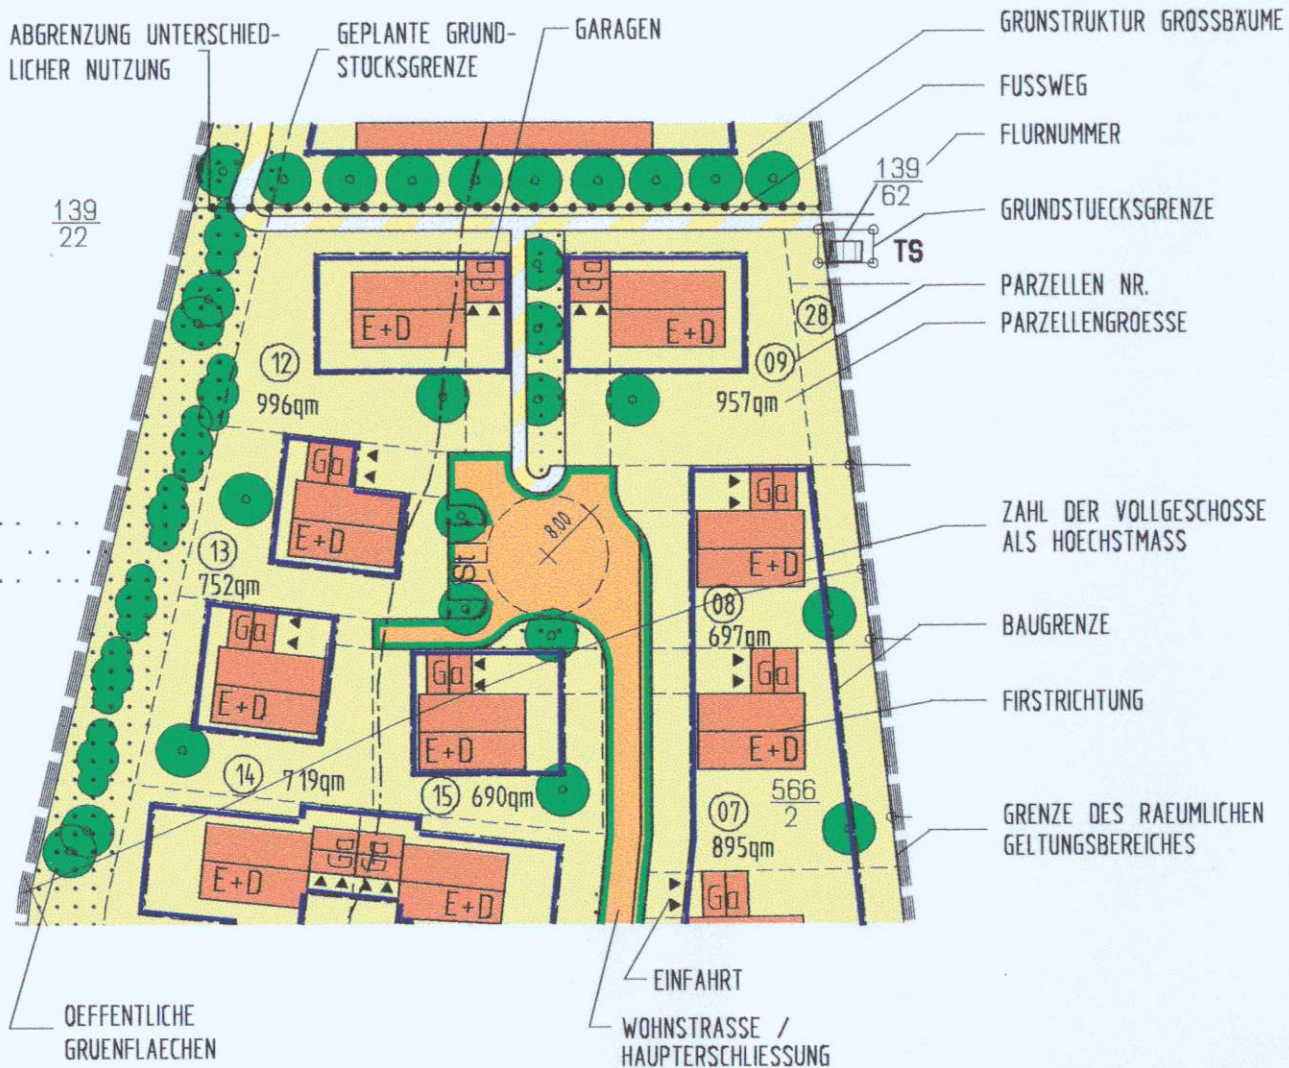 ABGRENZUNG UNTERSCHIED-
LICHER NUTZUNG
GEPLANTE GRUND-
STÜCKSGRENZE
GARAGEN
GRÜNSTRUKTUR GROSSBÄUME
FUSSWEG
FLURNUMMER
139
62
139
22
GRUNDSTUECKSGRENZE
TS
PARZELLEN NR.
PARZELLENGROESSE
Ga
Ga
E+D
E+D
28
12
996qm
09
957qm
Ga
E+D
13
752qm
St
8.00
Ga
E+D
08
697qm
ZAHL DER VOLLGESCHOSSE
ALS HOECHSTMASS
BAUGRENZE
Ga
E+D
14
719qm
Ga
E+D
15
690qm
Ga
E+D
07
895qm
566
2
FIRSTRICHTUNG
GRENZE DES RAEUMLICHEN
GELTUNGSBEREICHES
E+D
Ga
Ga
E+D
Ga
EINFAHRT
OEFFENTLICHE
GRUENFLAECHEN
WOHNSTRASSE /
HAUPTERSCHLIESSUNG